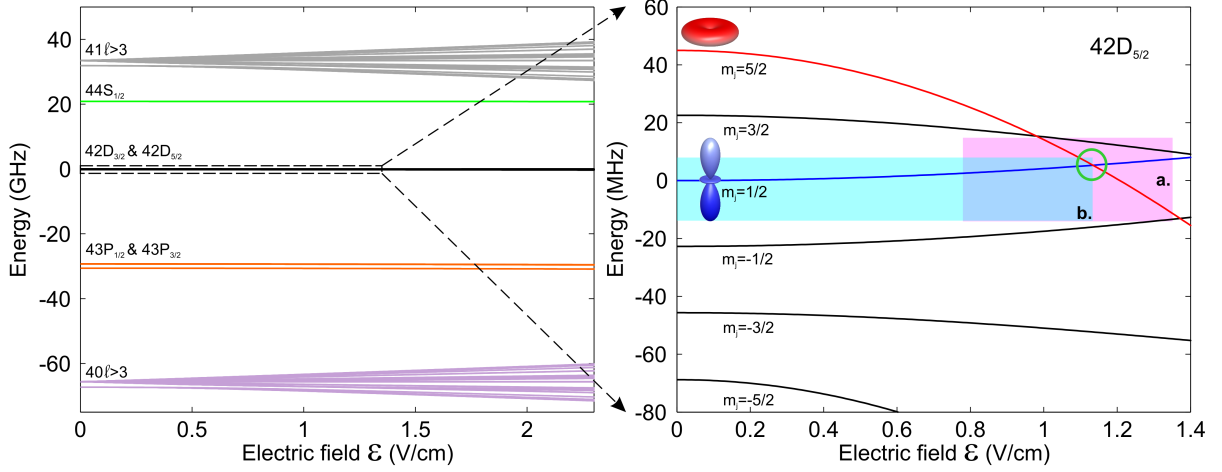 40
20
0
-20
-40
-60
Energy (GHz)
41ℓ>3
44S₁/₂
42D₃/₂ & 42D₅/₂
43P₁/₂ & 43P₃/₂
40ℓ>3
0
0.5
1
1.5
2
Electric field ℇ (V/cm)
60
40
20
0
-20
-40
-60
-80
Energy (MHz)
42D₅/₂
mⱼ=5/2
mⱼ=3/2
mⱼ=1/2
a.
b.
mⱼ=-1/2
mⱼ=-3/2
mⱼ=-5/2
0
0.2
0.4
0.6
0.8
1
1.2
1.4
Electric field ℇ (V/cm)